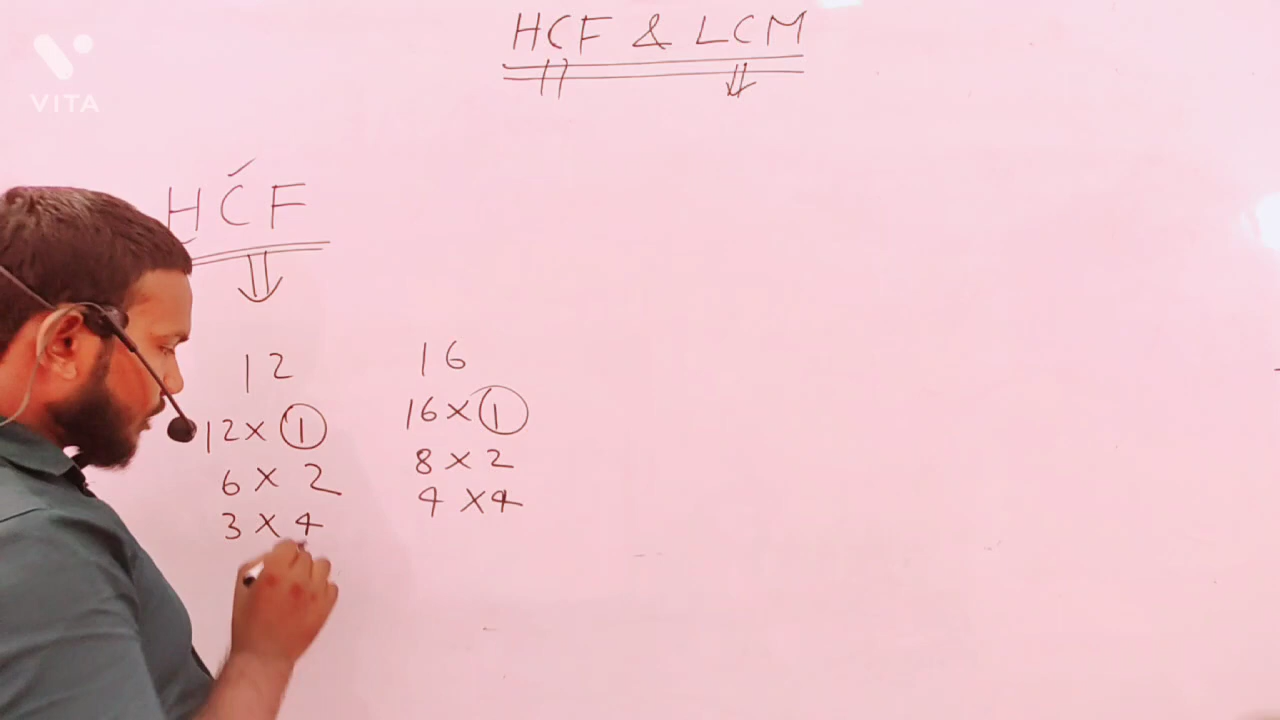 VITA
HCF & LCM
HCF
12
12 x 1
6 x 2
3 x 4
16
16 x 1
8 x 2
4 x 4